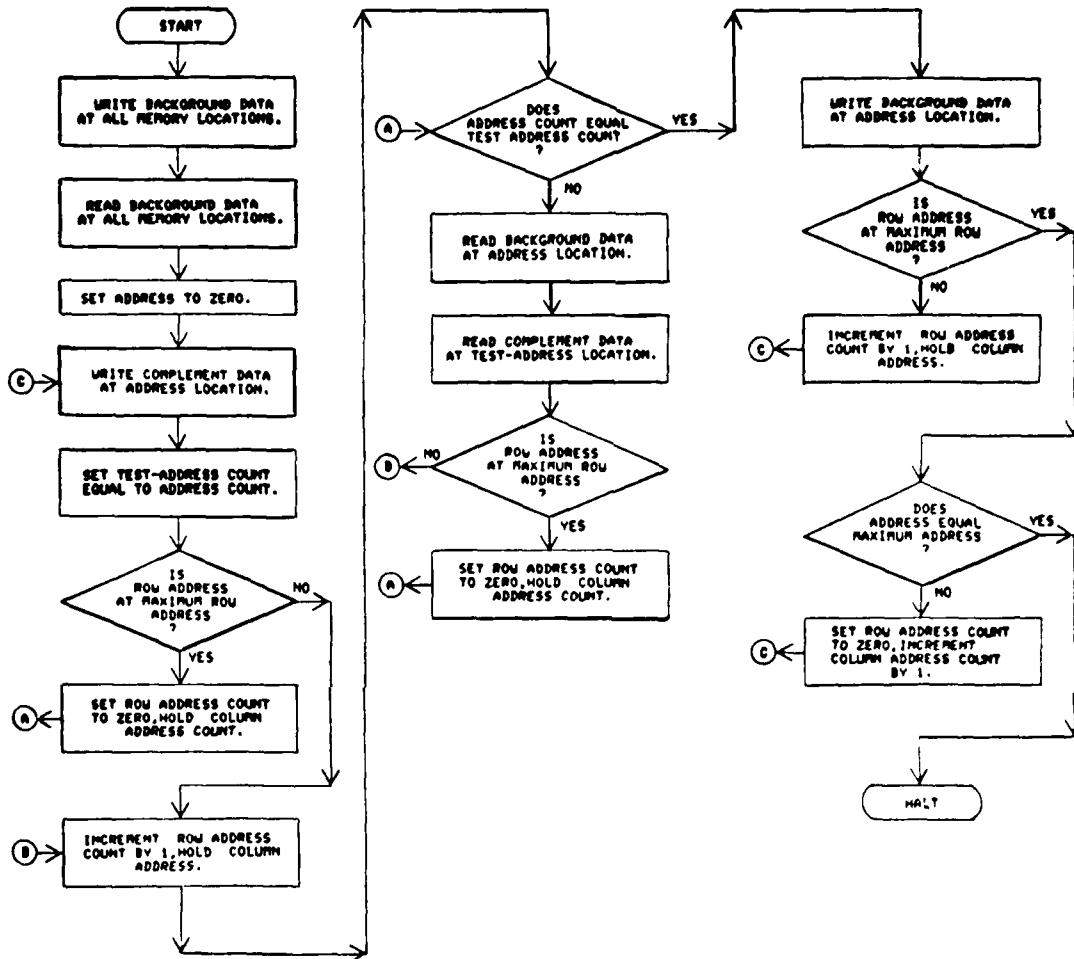 START
WRITE BACKGROUND DATA
AT ALL MEMORY LOCATIONS.
READ BACKGROUND DATA
AT ALL MEMORY LOCATIONS.
SET ADDRESS TO ZERO.
C
WRITE COMPLEMENT DATA
AT ADDRESS LOCATION.
SET TEST-ADDRESS COUNT
EQUAL TO ADDRESS COUNT.
IS
ROW ADDRESS
AT MAXIMUM ROW
ADDRESS
?
NO
YES
A
SET ROW ADDRESS COUNT
TO ZERO,HOLD COLUMN
ADDRESS COUNT.
B
INCREMENT ROW ADDRESS
COUNT BY 1,HOLD COLUMN
ADDRESS.
A
DOES
ADDRESS COUNT EQUAL
TEST ADDRESS COUNT
?
YES
NO
READ BACKGROUND DATA
AT ADDRESS LOCATION.
READ COMPLEMENT DATA
AT TEST-ADDRESS LOCATION.
B
NO
IS
ROW ADDRESS
AT MAXIMUM ROW
ADDRESS
?
YES
A
SET ROW ADDRESS COUNT
TO ZERO,HOLD COLUMN
ADDRESS COUNT.
WRITE BACKGROUND DATA
AT ADDRESS LOCATION.
IS
ROW ADDRESS
AT MAXIMUM ROW
ADDRESS
?
YES
NO
C
INCREMENT ROW ADDRESS
COUNT BY 1,HOLD COLUMN
ADDRESS.
DOES
ADDRESS EQUAL
MAXIMUM ADDRESS
?
YES
NO
C
SET ROW ADDRESS COUNT
TO ZERO,INCREMENT
COLUMN ADDRESS COUNT
BY 1.
HALT